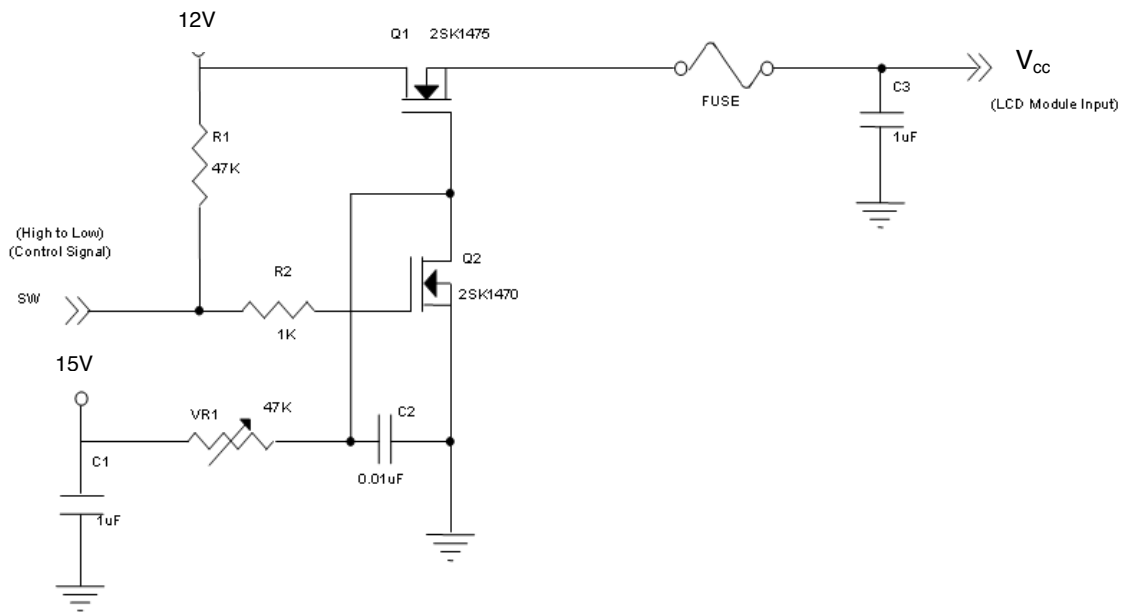 12V
Q1 2SK1475
FUSE
C3
1uF
Vcc
(LCD Module Input)
R1
47K
(High to Low)
(Control Signal)
SW
R2
1K
Q2
2SK1470
15V
VR1
47K
C2
0.01uF
C1
1uF